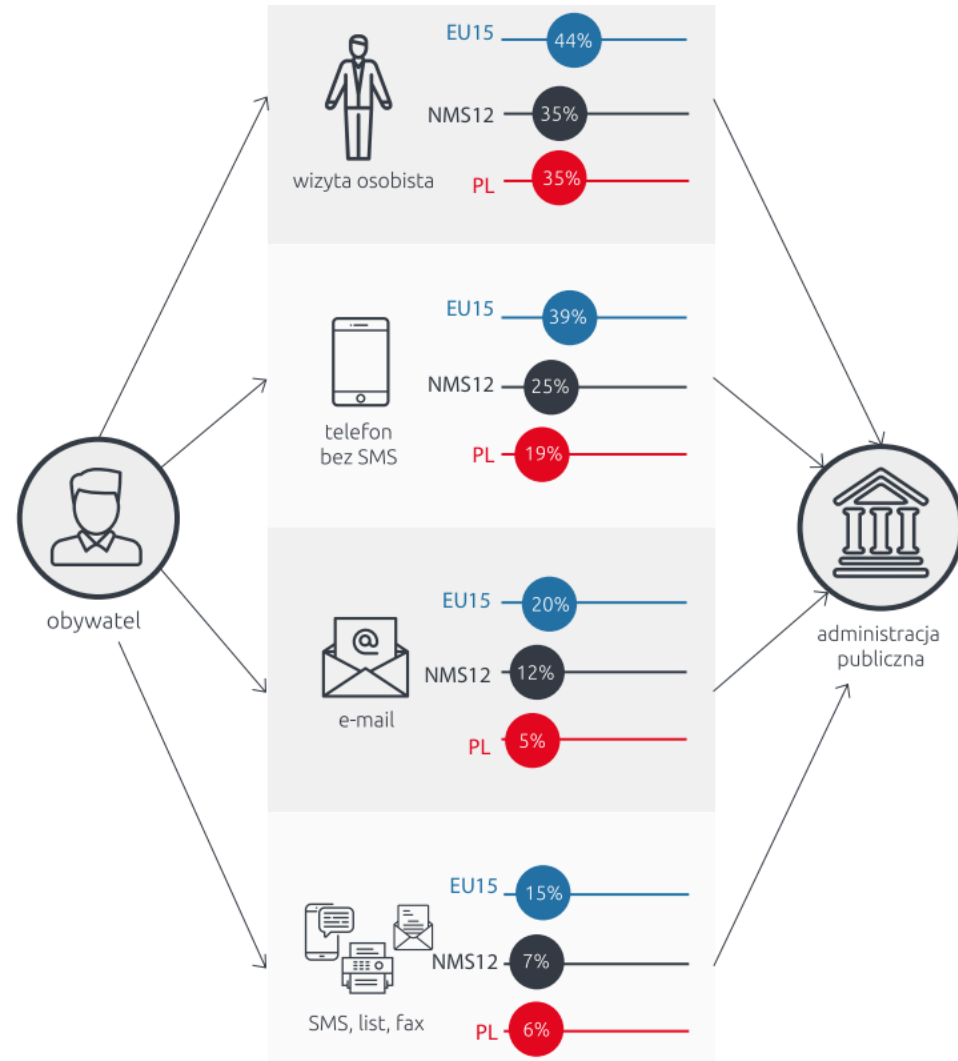 EU15
44%
NMS12
35%
wizyta osobista
PL
35%
EU15
39%
NMS12
25%
telefon
bez SMS
PL
19%
obywatel
EU15
20%
NMS12
12%
@
e-mail
PL
5%
administracja
publiczna
EU15
15%
NMS12
7%
SMS, list, fax
PL
6%